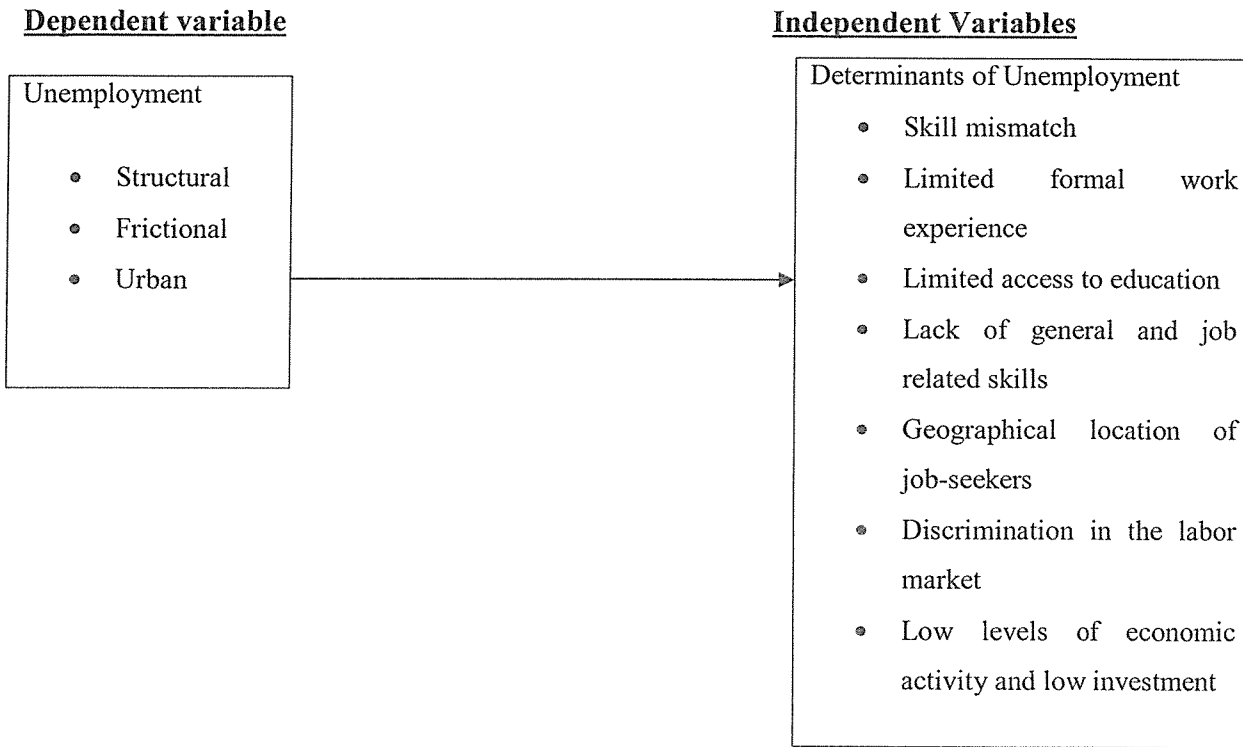 Dependent variable
Unemployment
• Structural
• Frictional
• Urban
Independent Variables
Determinants of Unemployment
• Skill mismatch
• Limited formal work
experience
• Limited access to education
• Lack of general and job
related skills
• Geographical location of
job-seekers
• Discrimination in the labor
market
• Low levels of economic
activity and low investment